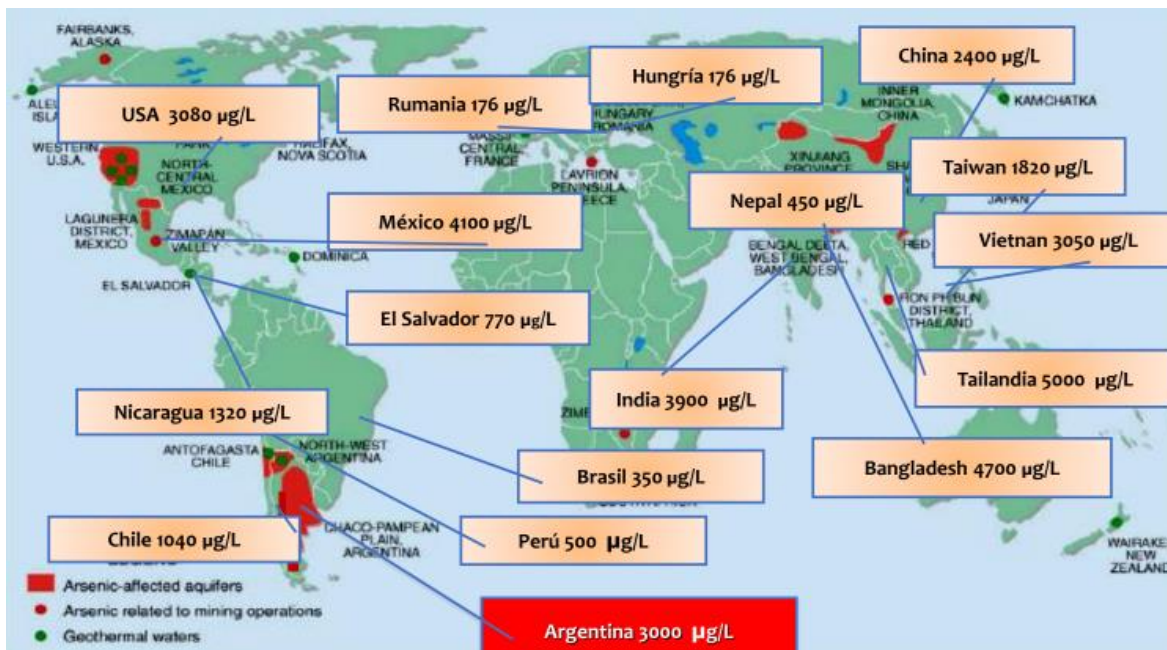 FAIRBANKS,
ALASKA
China 2400 µg/L
Hungría 176 µg/L
Rumania 176 µg/L
USA 3080 µg/L
INNER
MONGOLIA,
CHINA
KAMCHATKA
HUNGARY
ROMANIA
WESTERN
U.S.A.
NORTH-
CENTRAL
MEXICO
HALIFAX,
NOVA SCOTIA
MASSIF
CENTRAL,
FRANCE
LAVRION
PENINSULA,
GREECE
XINJIANG
PROVINCE
Taiwan 1820 µg/L
JAPAN
Nepal 450 µg/L
México 4100 µg/L
LAGUNERA
DISTRICT,
MEXICO
ZIMAPAN
VALLEY
DOMINICA
Vietnan 3050 µg/L
RED
BENGAL DELTA,
WEST BENGAL,
BANGLADESH
EL SALVADOR
El Salvador 770 µg/L
RON PHIBUN
DISTRICT,
THAILAND
Tailandia 5000 µg/L
India 3900 µg/L
Nicaragua 1320 µg/L
ANTOFAGASTA
CHILE
NORTH-WEST
ARGENTINA
Brasil 350 µg/L
Bangladesh 4700 µg/L
Chile 1040 µg/L
CHACO-PAMPEAN
PLAIN,
ARGENTINA
Perú 500 µg/L
WAIRAKEI
NEW
ZEALAND
Arsenic-affected aquifers
Arsenic related to mining operations
Geothermal waters
Argentina 3000 µg/L